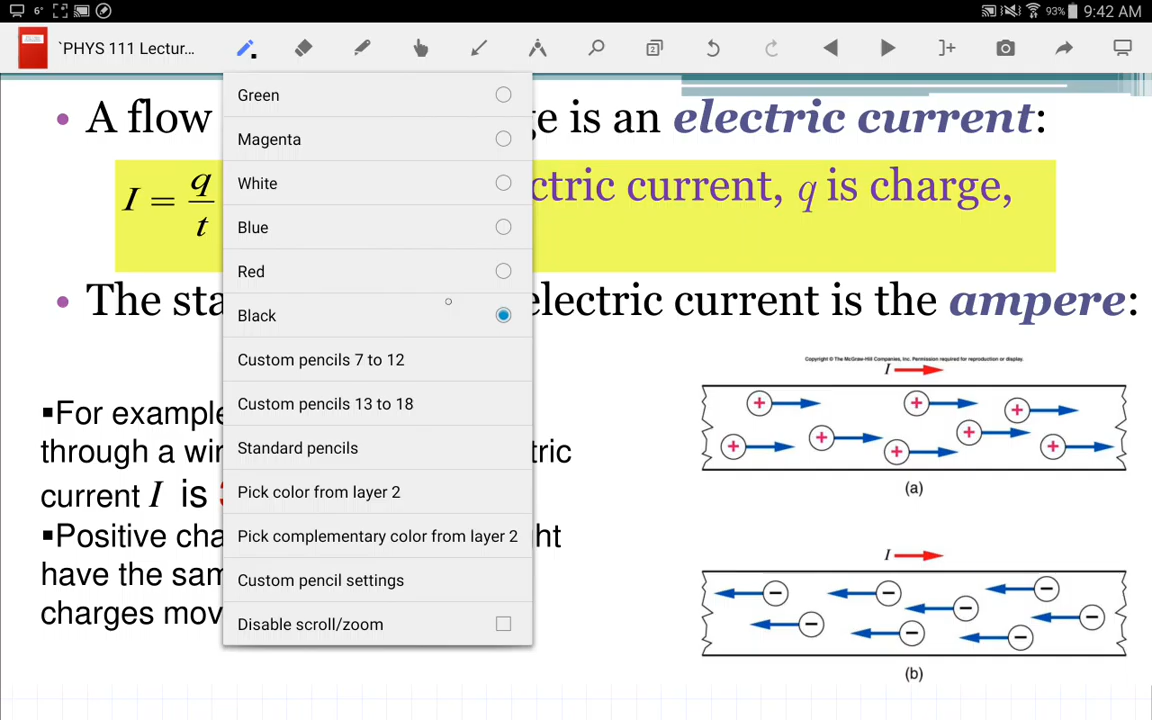 6° 93% 9:42 AM
`PHYS 111 Lectur... 2 ]+
• A flow ge is an electric current:
I = q/t ctric current, q is charge,
• The sta electric current is the ampere:
Green
Magenta
White
Blue
Red
Black
Custom pencils 7 to 12
Custom pencils 13 to 18
Standard pencils
Pick color from layer 2
Pick complementary color from layer 2
Custom pencil settings
Disable scroll/zoom
▪For example
through a wir tric
current I is
▪Positive cha ht
have the sam
charges mov
Copyright © The McGraw-Hill Companies, Inc. Permission required for reproduction or display.
I
+ + +
+ + + + +
(a)
I
− − −
− − − − −
(b)